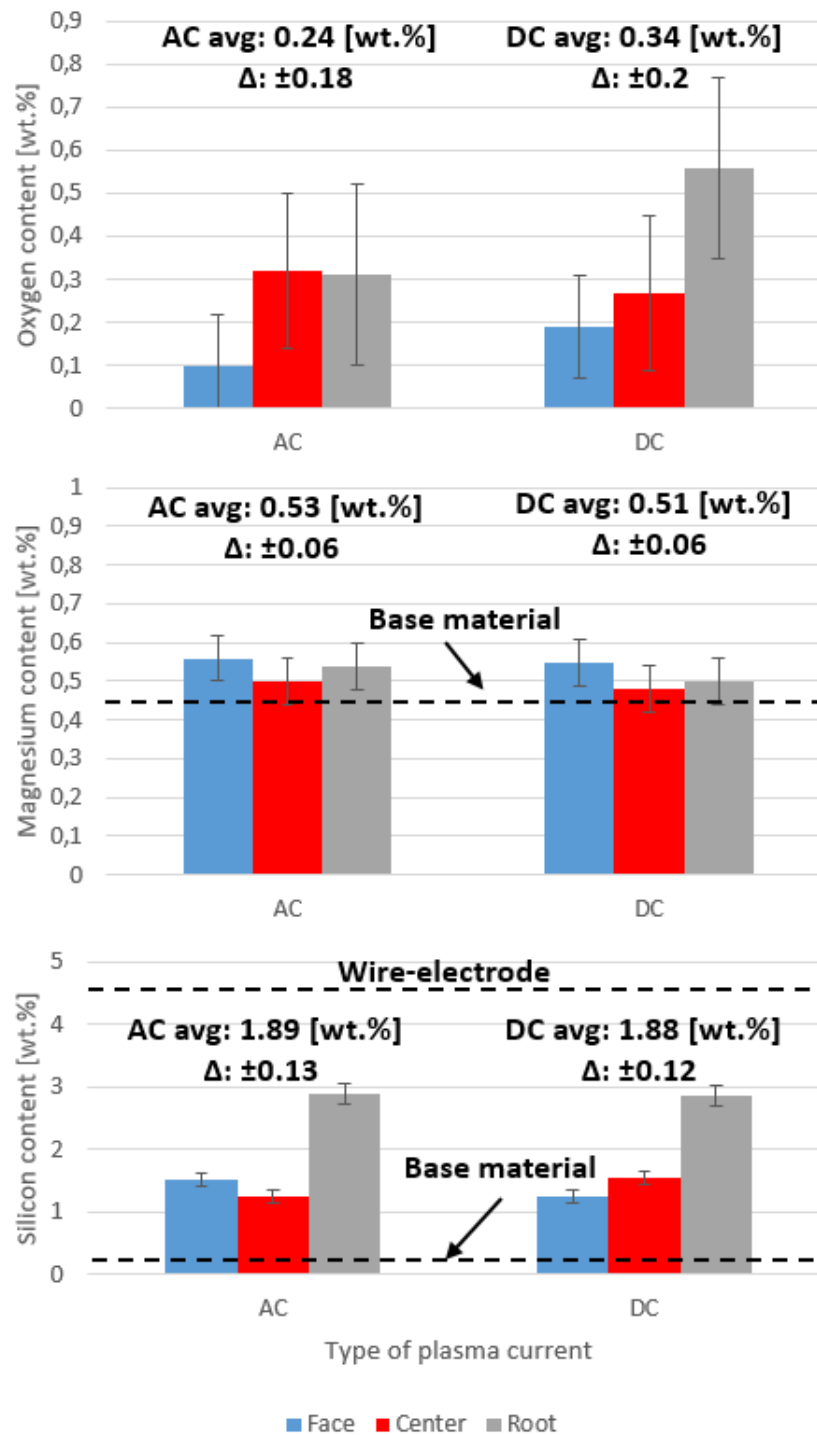 0,9
0,8
0,7
0,6
0,5
0,4
0,3
0,2
0,1
0
Oxygen content [wt.%]
AC avg: 0.24 [wt.%]
Δ: ±0.18
DC avg: 0.34 [wt.%]
Δ: ±0.2
AC
DC
1
0,9
0,8
0,7
0,6
0,5
0,4
0,3
0,2
0,1
0
Magnesium content [wt.%]
AC avg: 0.53 [wt.%]
Δ: ±0.06
DC avg: 0.51 [wt.%]
Δ: ±0.06
Base material
AC
DC
5
4
3
2
1
0
Silicon content [wt.%]
Wire-electrode
AC avg: 1.89 [wt.%]
Δ: ±0.13
DC avg: 1.88 [wt.%]
Δ: ±0.12
Base material
AC
DC
Type of plasma current
Face Center Root